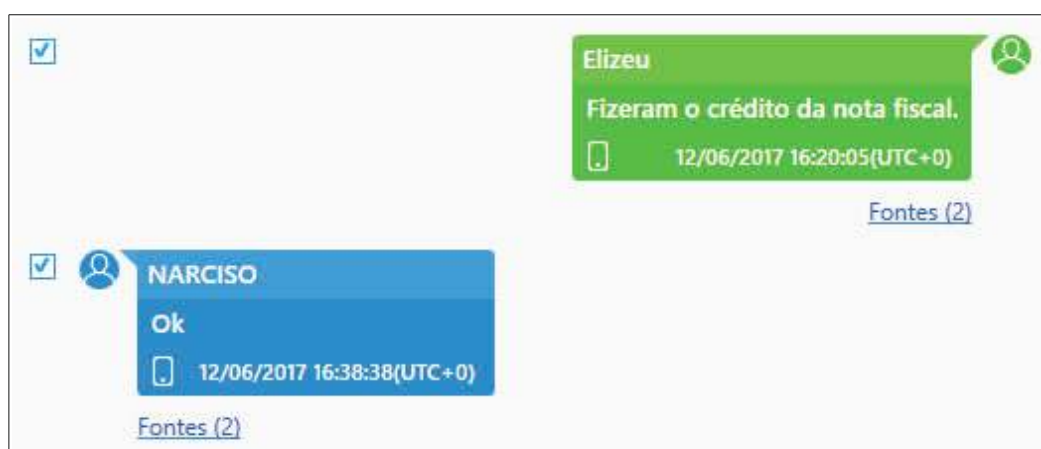 Elizeu
Fizeram o crédito da nota fiscal.
12/06/2017 16:20:05(UTC+0)
Fontes (2)
NARCISO
Ok
12/06/2017 16:38:38(UTC+0)
Fontes (2)